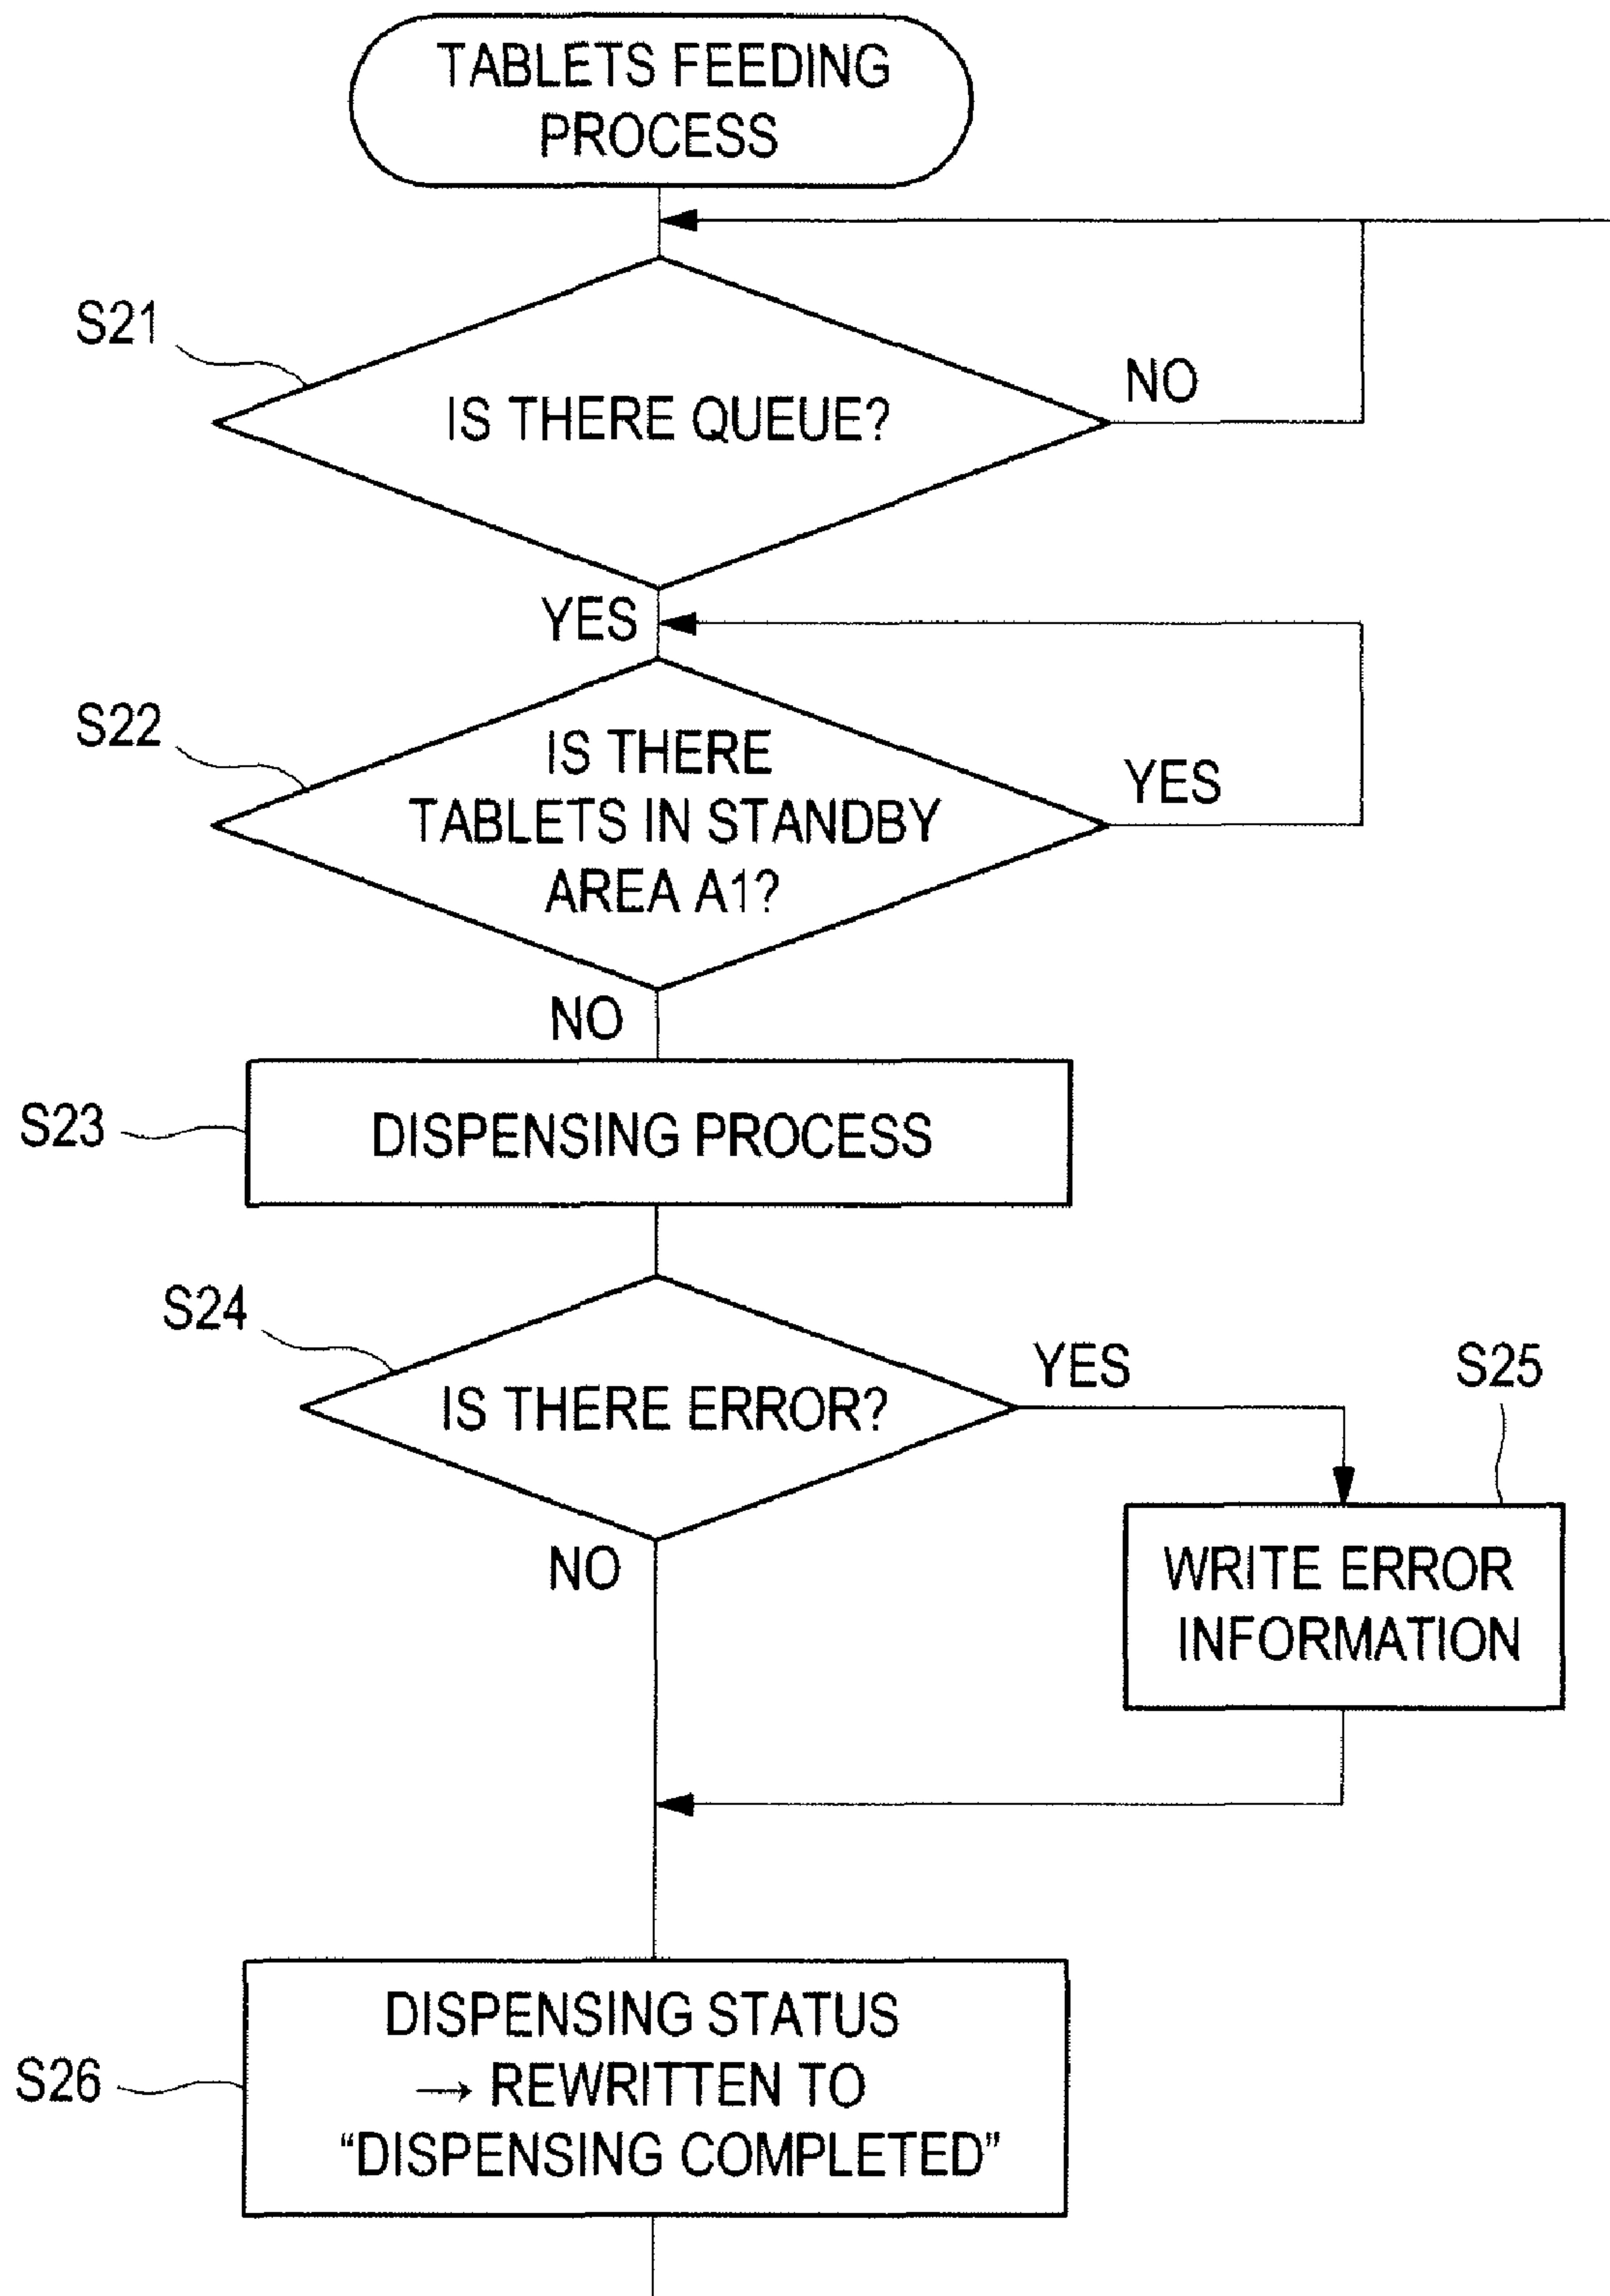 TABLETS FEEDING
PROCESS
S21
IS THERE QUEUE?
NO
YES
S22
IS THERE
TABLETS IN STANDBY
AREA A1?
YES
NO
S23
DISPENSING PROCESS
S24
IS THERE ERROR?
YES
NO
S25
WRITE ERROR
INFORMATION
S26
DISPENSING STATUS
→ REWRITTEN TO
“DISPENSING COMPLETED”